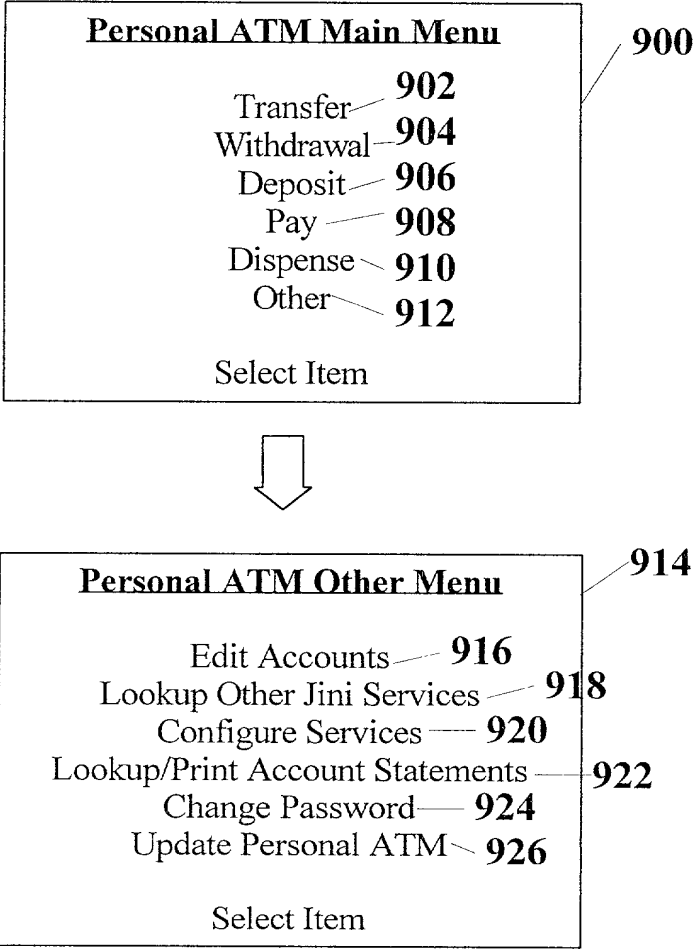 Personal ATM Main Menu
900
Transfer 902
Withdrawal 904
Deposit 906
Pay 908
Dispense 910
Other 912
Select Item
914
Personal ATM Other Menu
Edit Accounts 916
Lookup Other Jini Services 918
Configure Services 920
Lookup/Print Account Statements 922
Change Password 924
Update Personal ATM 926
Select Item